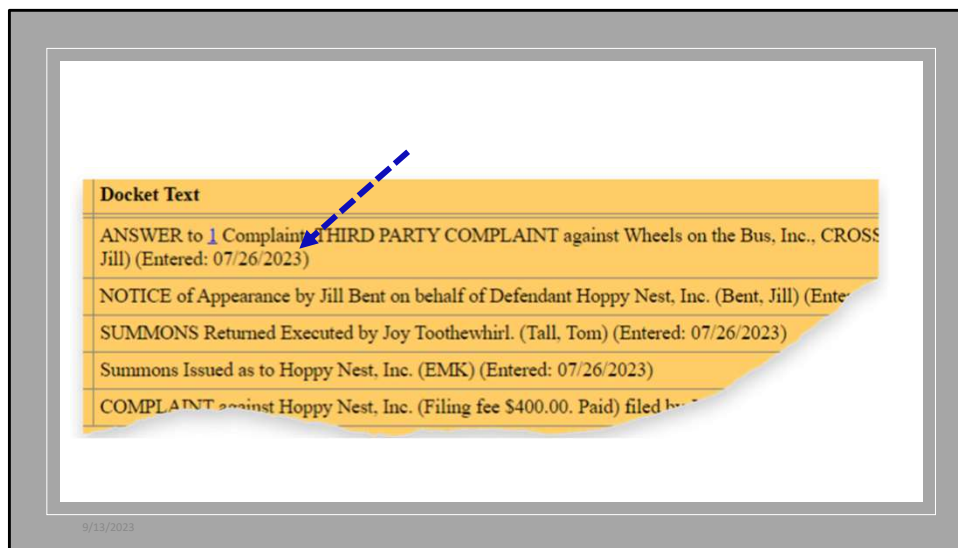 Docket Text
ANSWER to 1 Complaint THIRD PARTY COMPLAINT against Wheels on the Bus, Inc., CROSS
Jill) (Entered: 07/26/2023)
NOTICE of Appearance by Jill Bent on behalf of Defendant Hoppy Nest, Inc. (Bent, Jill)
SUMMONS Returned Executed by Joy Toothewhirl. (Tall, Tom) (Entered: 07/26/2023)
Summons Issued as to Hoppy Nest, Inc. (EMK) (Entered: 07/26/2023)
COMPLAINT against Hoppy Nest, Inc. (Filing fee $400.00. Paid) filed
9/13/2023